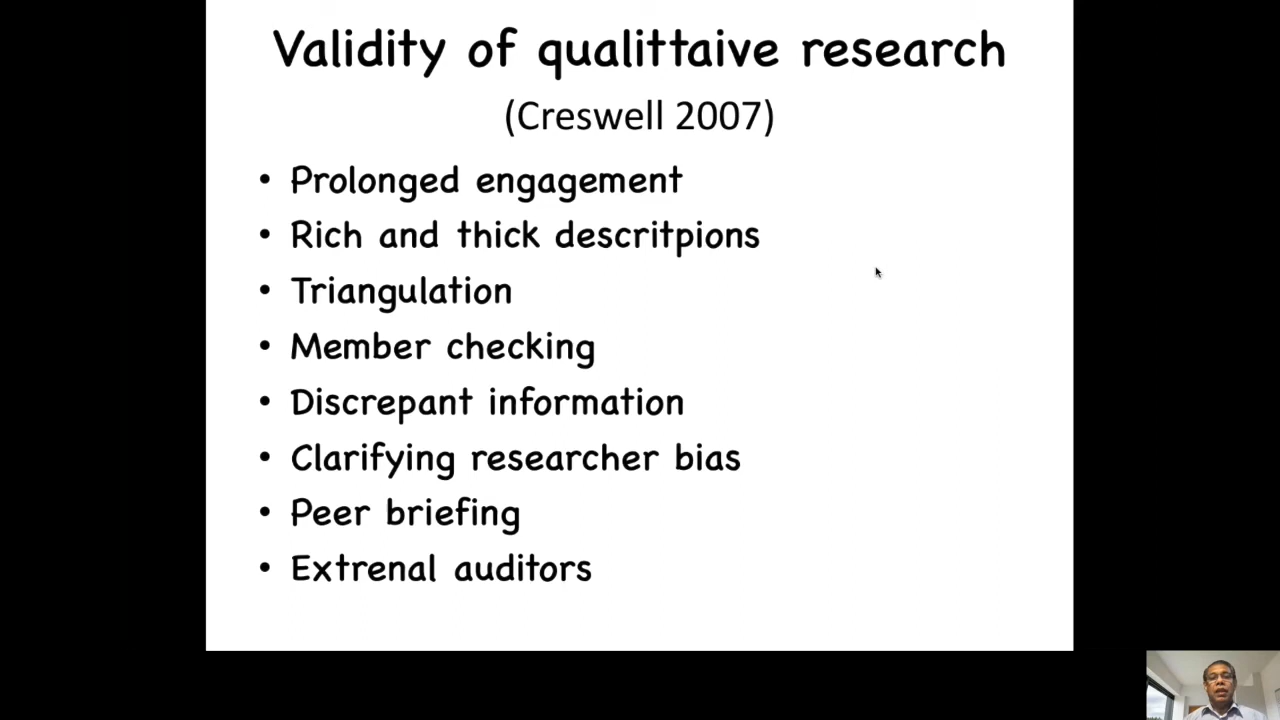 Validity of qualittaive research
(Creswell 2007)
• Prolonged engagement
• Rich and thick descritpions
• Triangulation
• Member checking
• Discrepant information
• Clarifying researcher bias
• Peer briefing
• Extrenal auditors